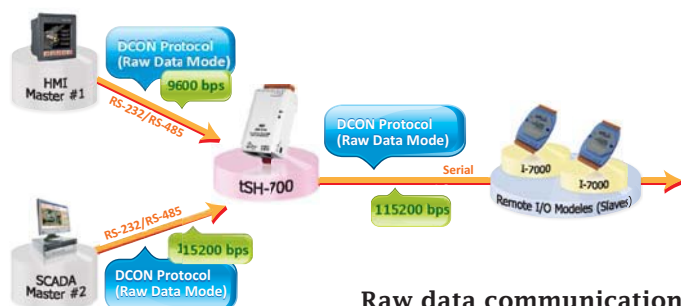 DCON Protocol
(Raw Data Mode)
9600 bps
HMI
Master #1
RS-232/RS-485
tSH-700
DCON Protocol
(Raw Data Mode)
Serial
115200 bps
I-7000
I-7000
Remote I/O Modeles (Slaves)
RS-232/RS-485
115200 bps
DCON Protocol
(Raw Data Mode)
SCADA
Master #2
Raw data communication